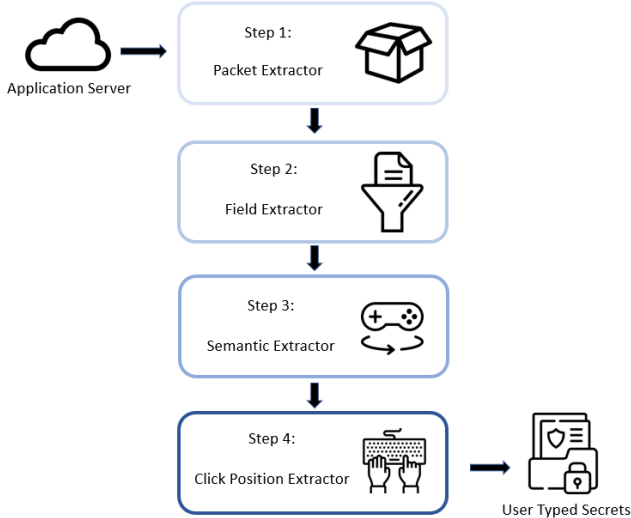 Application Server
Step 1:
Packet Extractor
Step 2:
Field Extractor
Step 3:
Semantic Extractor
Step 4:
Click Position Extractor
User Typed Secrets